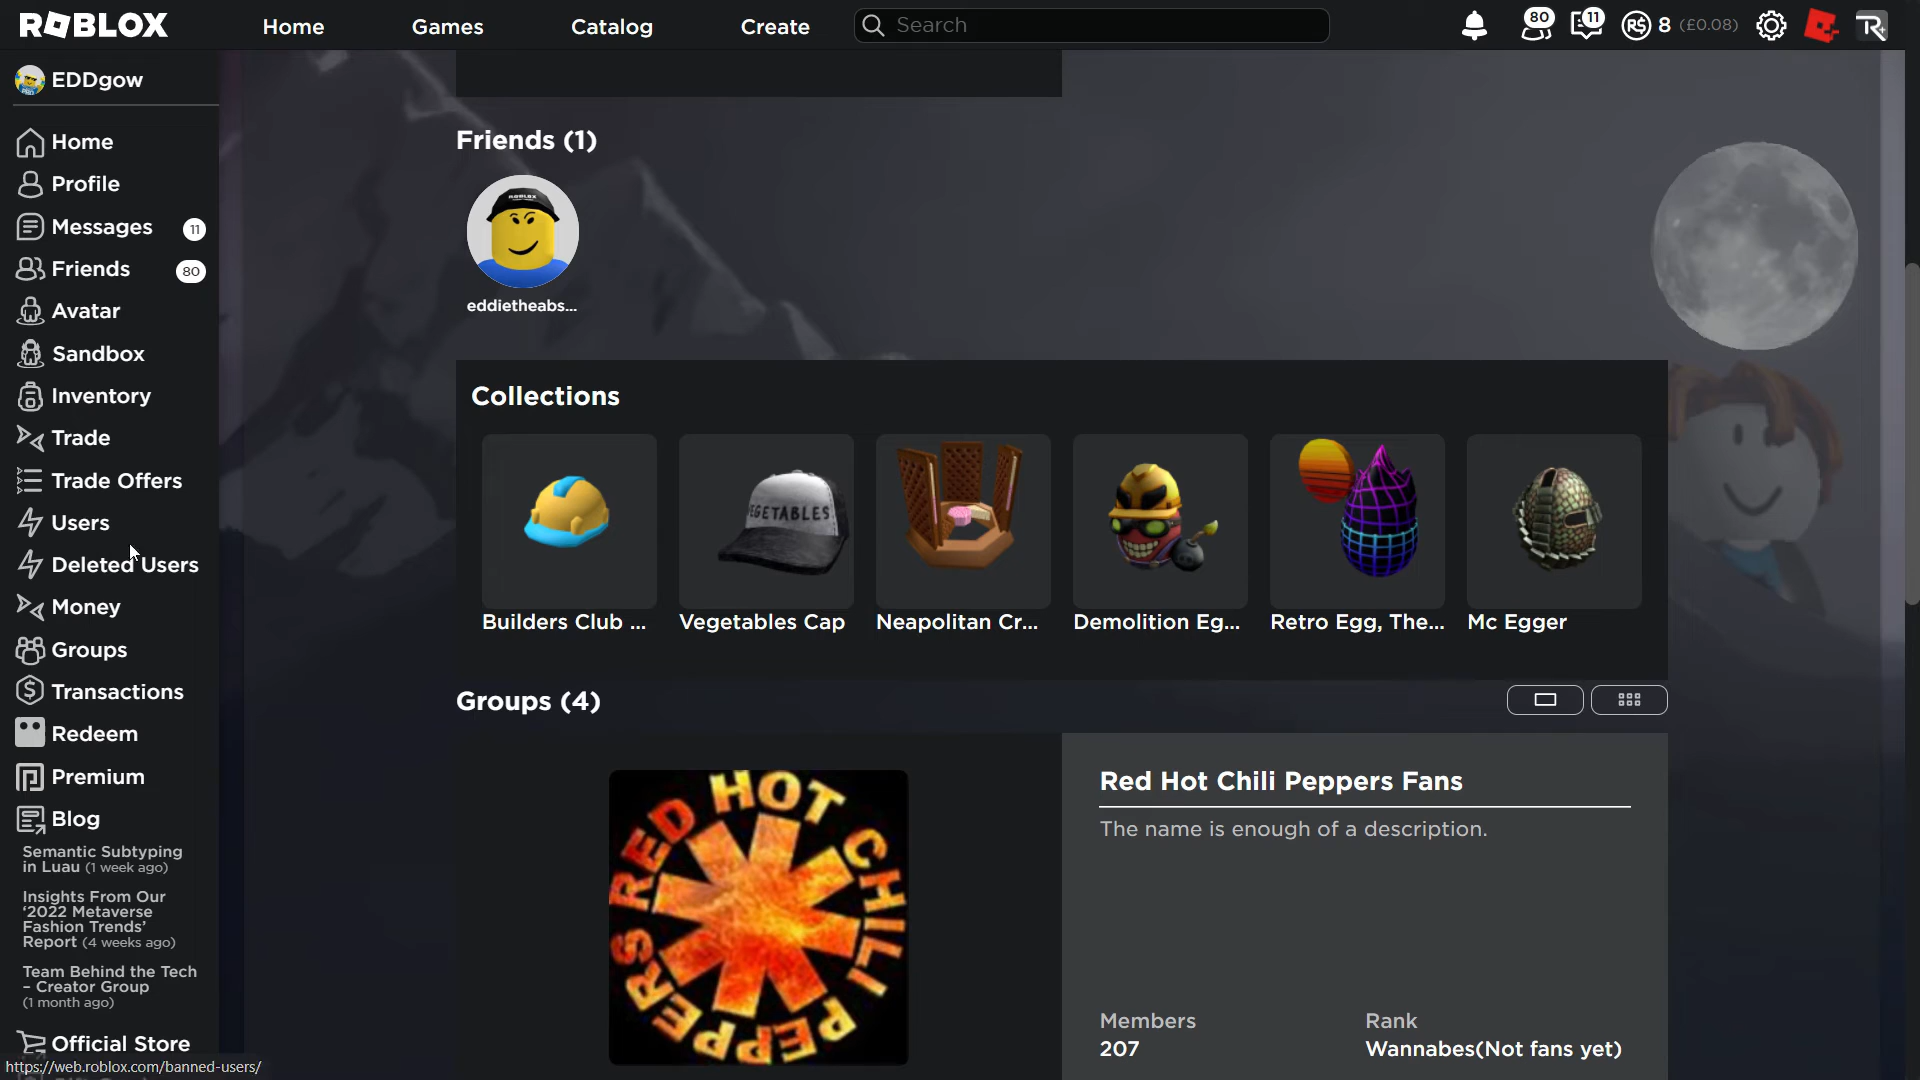 ROBLOX
Home
Games
Catalog
Create
Search
80
11
R$
8 (£0.08)
R+
EDDgow
Home
Profile
Messages
11
Friends
80
Avatar
Sandbox
Inventory
Trade
Trade Offers
Users
Deleted Users
Money
Groups
Transactions
Redeem
Premium
Blog
Semantic Subtyping
in Luau (1 week ago)
Insights From Our
‘2022 Metaverse
Fashion Trends’
Report (4 weeks ago)
Team Behind the Tech
– Creator Group
(1 month ago)
Official Store
https://web.roblox.com/banned-users/
Friends (1)
ROBLOX
eddietheabs...
Collections
VEGETABLES
Builders Club ...
Vegetables Cap
Neapolitan Cr...
Demolition Eg...
Retro Egg, The...
Mc Egger
Groups (4)
RED HOT CHILI PEPPERS
Red Hot Chili Peppers Fans
The name is enough of a description.
Members
207
Rank
Wannabes(Not fans yet)